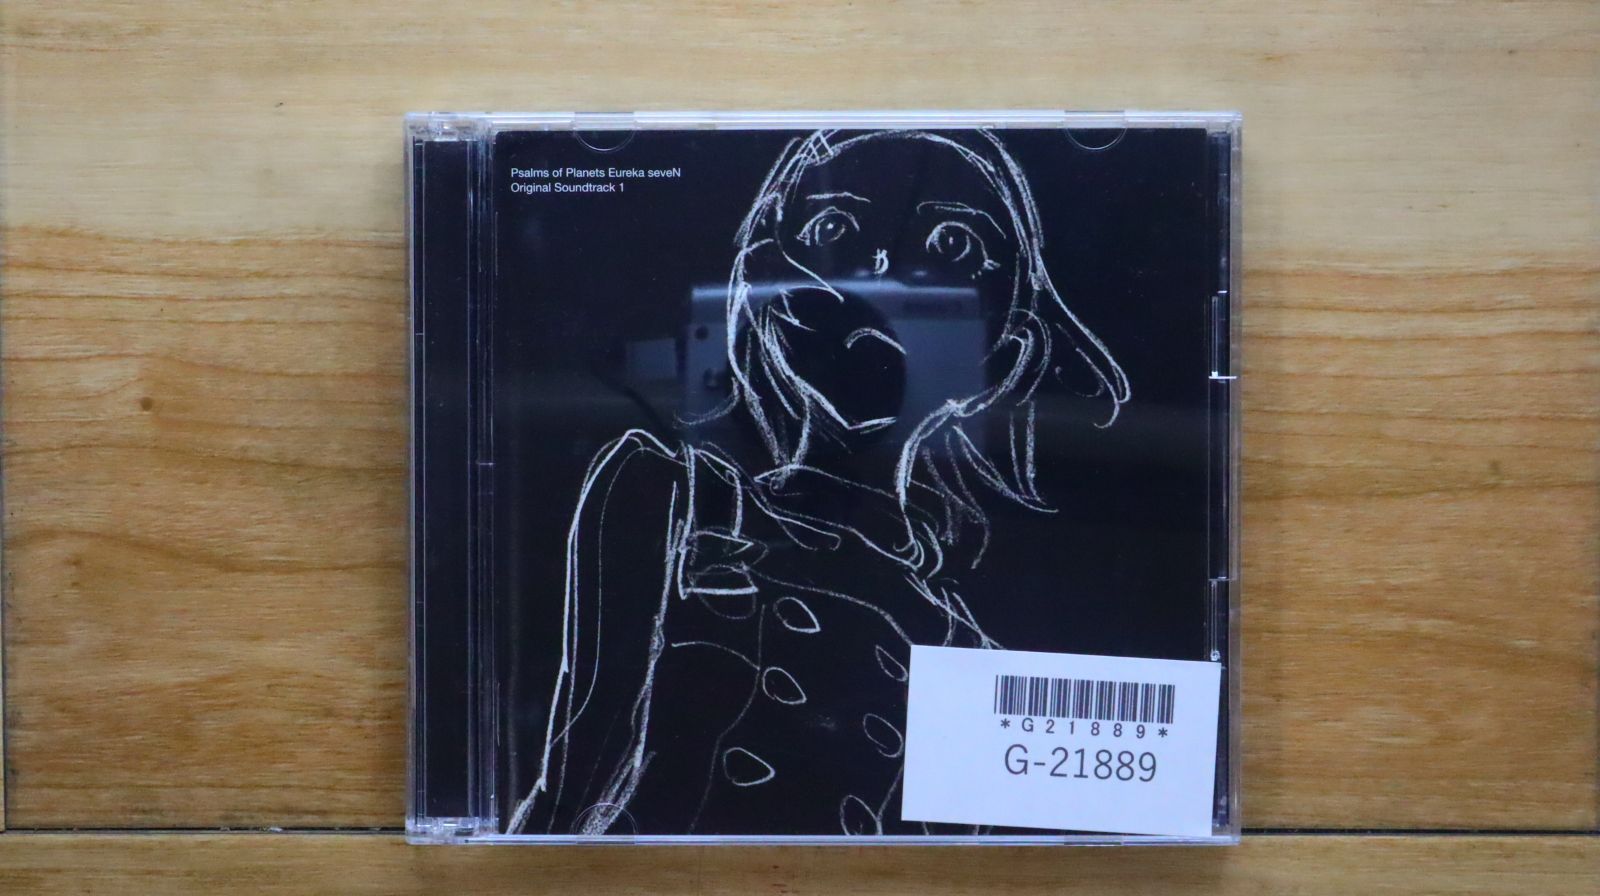 Psalms of Planets Eureka seveN
Original Soundtrack 1
*G21889*
G-21889